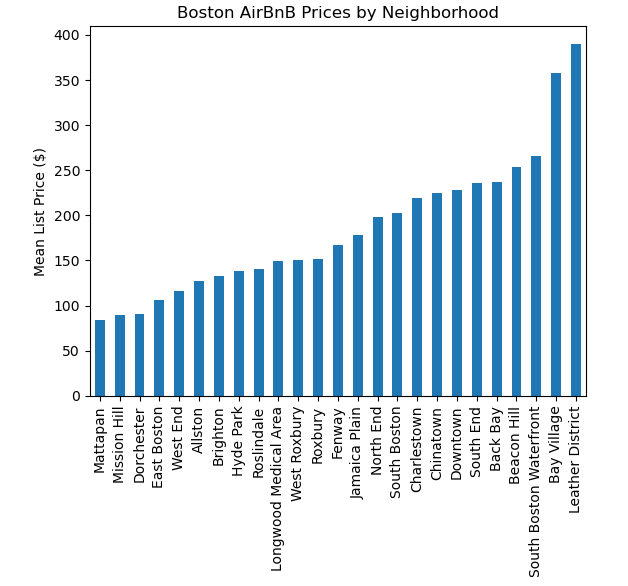 Boston AirBnB Prices by Neighborhood
Mean List Price ($)
400
350
300
250
200
150
100
50
0
Mattapan
Mission Hill
Dorchester
East Boston
West End
Allston
Brighton
Hyde Park
Roslindale
Longwood Medical Area
West Roxbury
Roxbury
Fenway
Jamaica Plain
North End
South Boston
Charlestown
Chinatown
Downtown
South End
Back Bay
Beacon Hill
South Boston Waterfront
Bay Village
Leather District